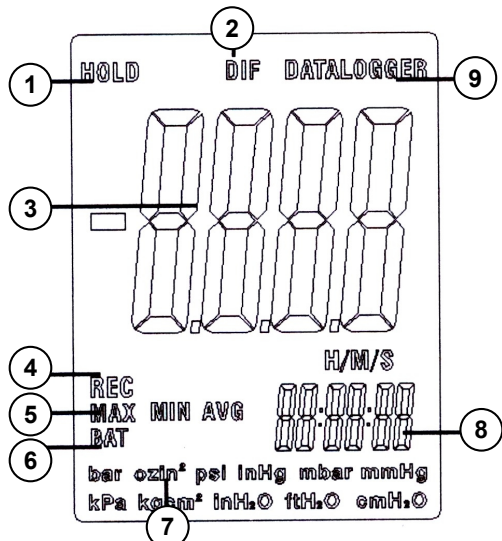 2
1 HOLD DIF DATALOGGER 9
3
H/M/S
4 REC
5 MAX MIN AVG
6 BAT 8
bar ozin² psi inHg mbar mmHg
kPa kgcm² inH₂O ftH₂O cmH₂O
7